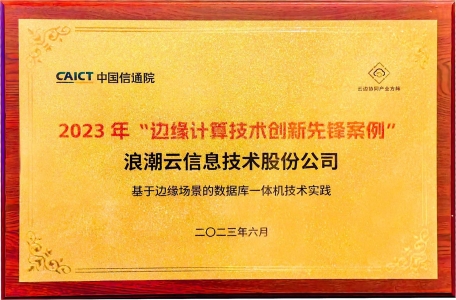 CAICT 中国信通院
云边协同产业方阵
2023 年 “边缘计算技术创新先锋案例”
浪潮云信息技术股份公司
基于边缘场景的数据库一体机技术实践
二〇二三年六月